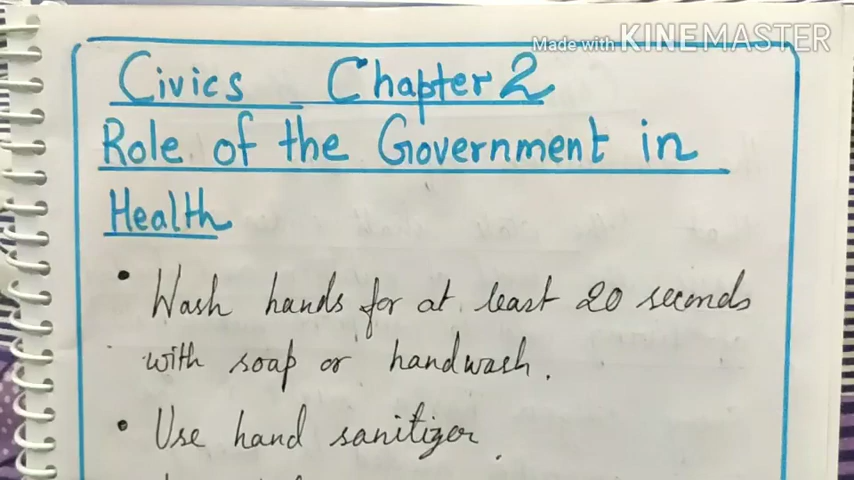 Made with KINEMASTER
Civics Chapter 2
Role of the Government in
Health
• Wash hands for at least 20 seconds
with soap or handwash.
• Use hand sanitizer.